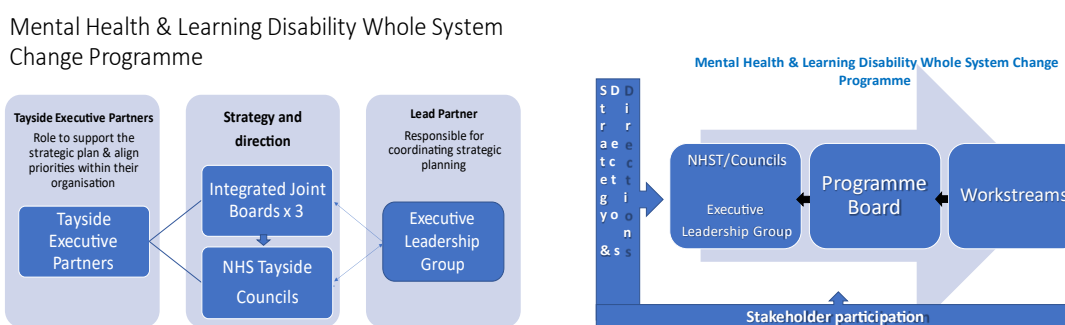 Mental Health & Learning Disability Whole System
Change Programme
Tayside Executive Partners
Role to support the
strategic plan & align
priorities within their
organisation
Tayside
Executive
Partners
Strategy and
direction
Integrated Joint
Boards x 3
NHS Tayside
Councils
Lead Partner
Responsible for
coordinating strategic
planning
Executive
Leadership
Group
Mental Health & Learning Disability Whole System Change
Programme
Strategy &
Directions
NHST/Councils
Executive
Leadership Group
Programme
Board
Workstreams
Stakeholder participation